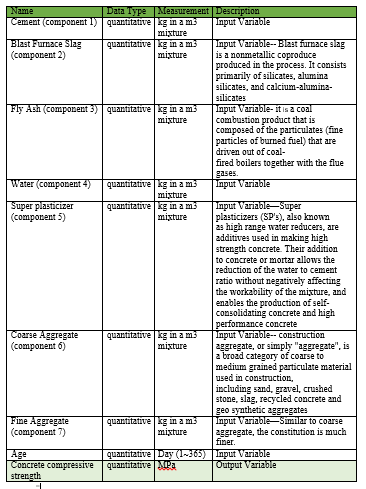 Name Data Type Measurement Description
Cement (component 1) quantitative kg in a m3 Input Variable
mixture
Blast Furnace Slag quantitative kg in a m3 Input Variable-- Blast furnace slag
(component 2) mixture is a nonmetallic coproduce
produced in the process. It consists
primarily of silicates, alumina
silicates, and calcium-alumina-
silicates
Fly Ash (component 3) quantitative kg in a m3 Input Variable- it is a coal
mixture combustion product that is
composed of the particulates (fine
particles of burned fuel) that are
driven out of coal-
fired boilers together with the flue
gases.
Water (component 4) quantitative kg in a m3 Input Variable
mixture
Super plasticizer quantitative kg in a m3 Input Variable—Super
(component 5) mixture plasticizers (SP's), also known
as high range water reducers, are
additives used in making high
strength concrete. Their addition
to concrete or mortar allows the
reduction of the water to cement
ratio without negatively affecting
the workability of the mixture, and
enables the production of self-
consolidating concrete and high
performance concrete
Coarse Aggregate quantitative kg in a m3 Input Variable-- construction
(component 6) mixture aggregate, or simply "aggregate", is
a broad category of coarse to
medium grained particulate material
used in construction,
including sand, gravel, crushed
stone, slag, recycled concrete and
geo synthetic aggregates
Fine Aggregate quantitative kg in a m3 Input Variable—Similar to coarse
(component 7) mixture aggregate, the constitution is much
finer.
Age quantitative Day (1~365) Input Variable
Concrete compressive quantitative MPa Output Variable
strength